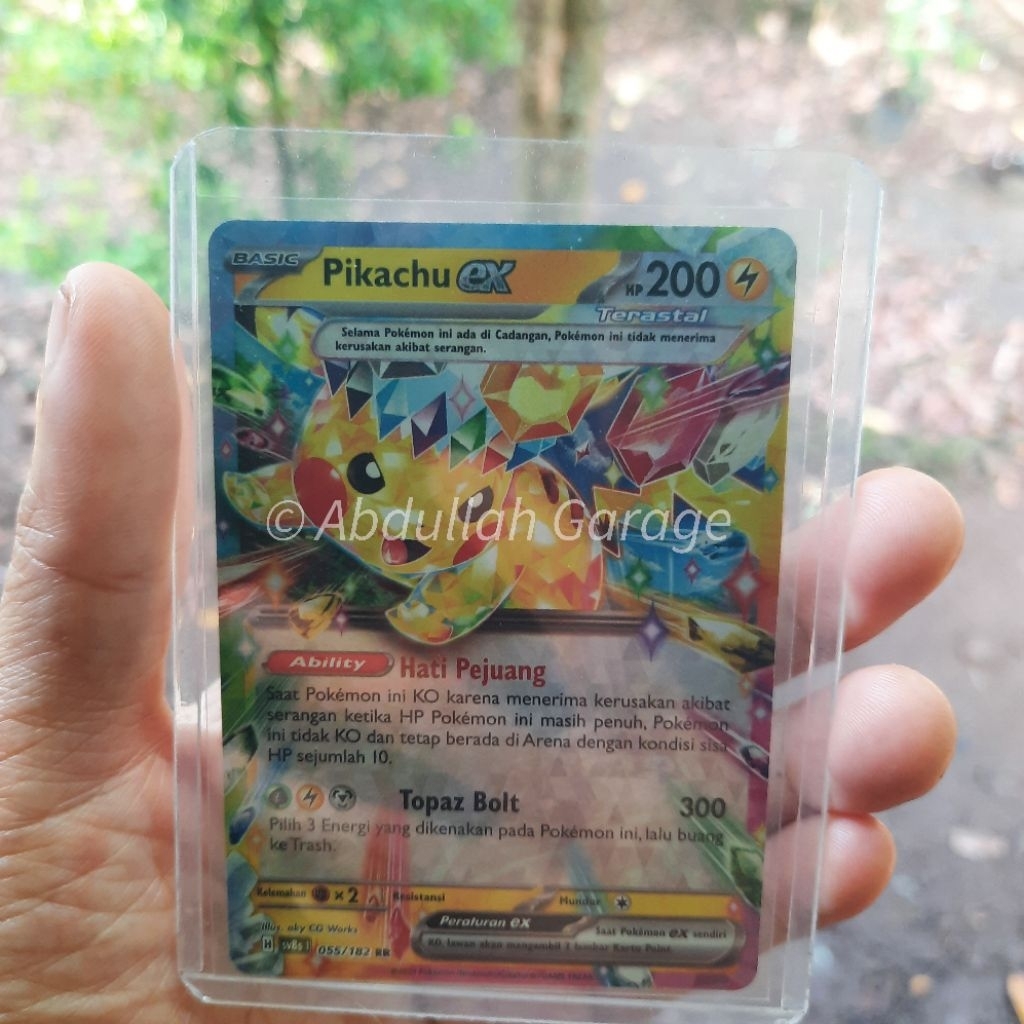 BASIC Pikachu ex HP 200
Terastal
Selama Pokémon ini ada di Cadangan, Pokémon ini tidak menerima
kerusakan akibat serangan.
© Abdullah Garage
Ability Hati Pejuang
Saat Pokémon ini KO karena menerima kerusakan akibat
serangan ketika HP Pokémon ini masih penuh, Pokémon
ini tidak KO dan tetap berada di Arena dengan kondisi sisa
HP sejumlah 10.
Topaz Bolt 300
Pilih 3 Energi yang dikenakan pada Pokémon ini, lalu buang
ke Trash.
Kelemahan × 2 Resistansi Mundur
Illus. aky CG Works
Peraturan ex Saat Pokémon ex sendiri
KO, lawan akan mengambil 2 lembar Kartu Point.
H sv8s I 055/182 RR